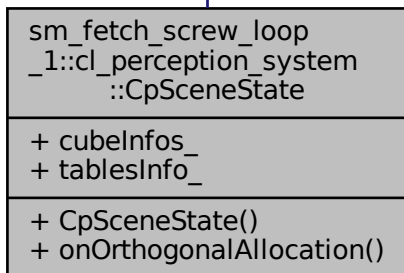 sm_fetch_screw_loop
_1::cl_perception_system
::CpSceneState
+ cubeInfos_
+ tablesInfo_
+ CpSceneState()
+ onOrthogonalAllocation()